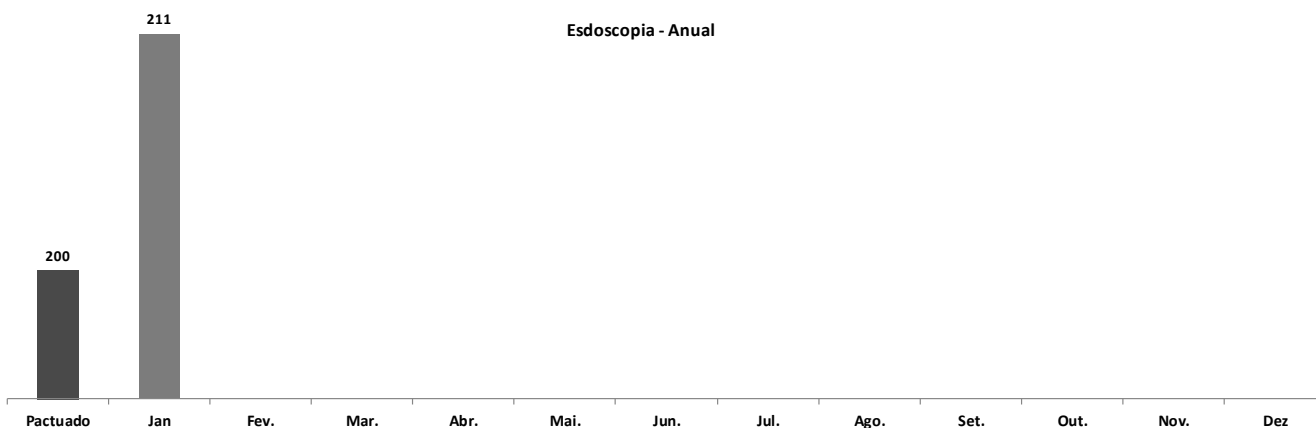 Esdoscopia - Anual
211
200
Pactuado Jan Fev. Mar. Abr. Mai. Jun. Jul. Ago. Set. Out. Nov. Dez